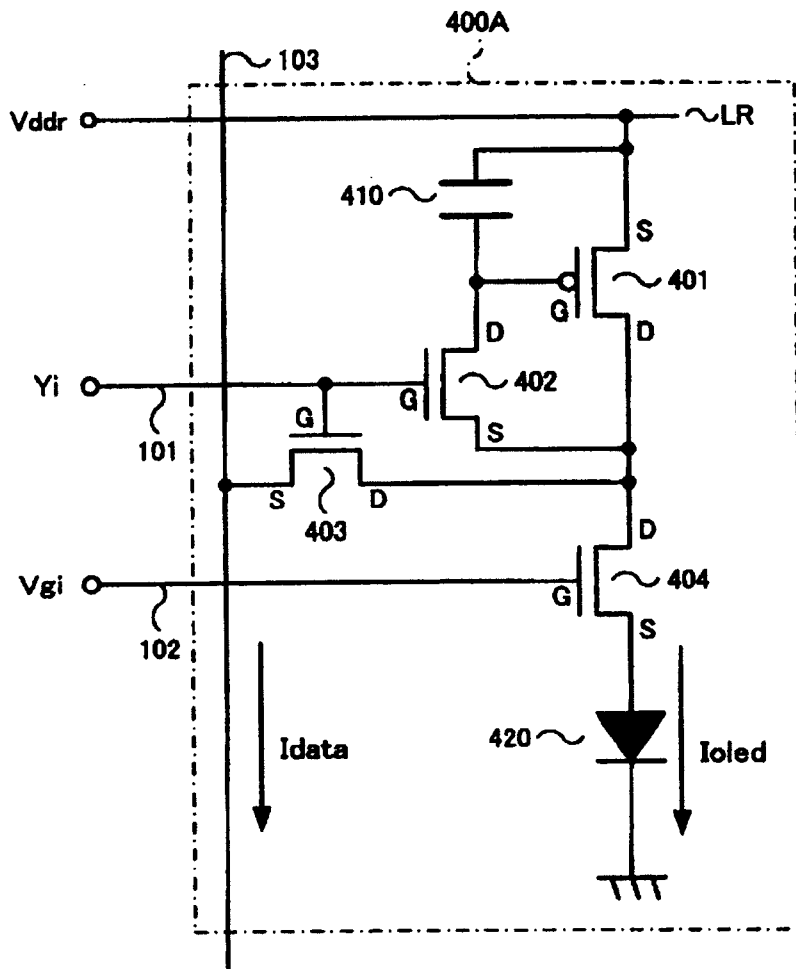 400A
103
Vddr
LR
410
S
401
G
D
D
Yi
402
G
G
S
101
S
D
403
D
Vgi
404
G
S
102
420
Idata
Ioled